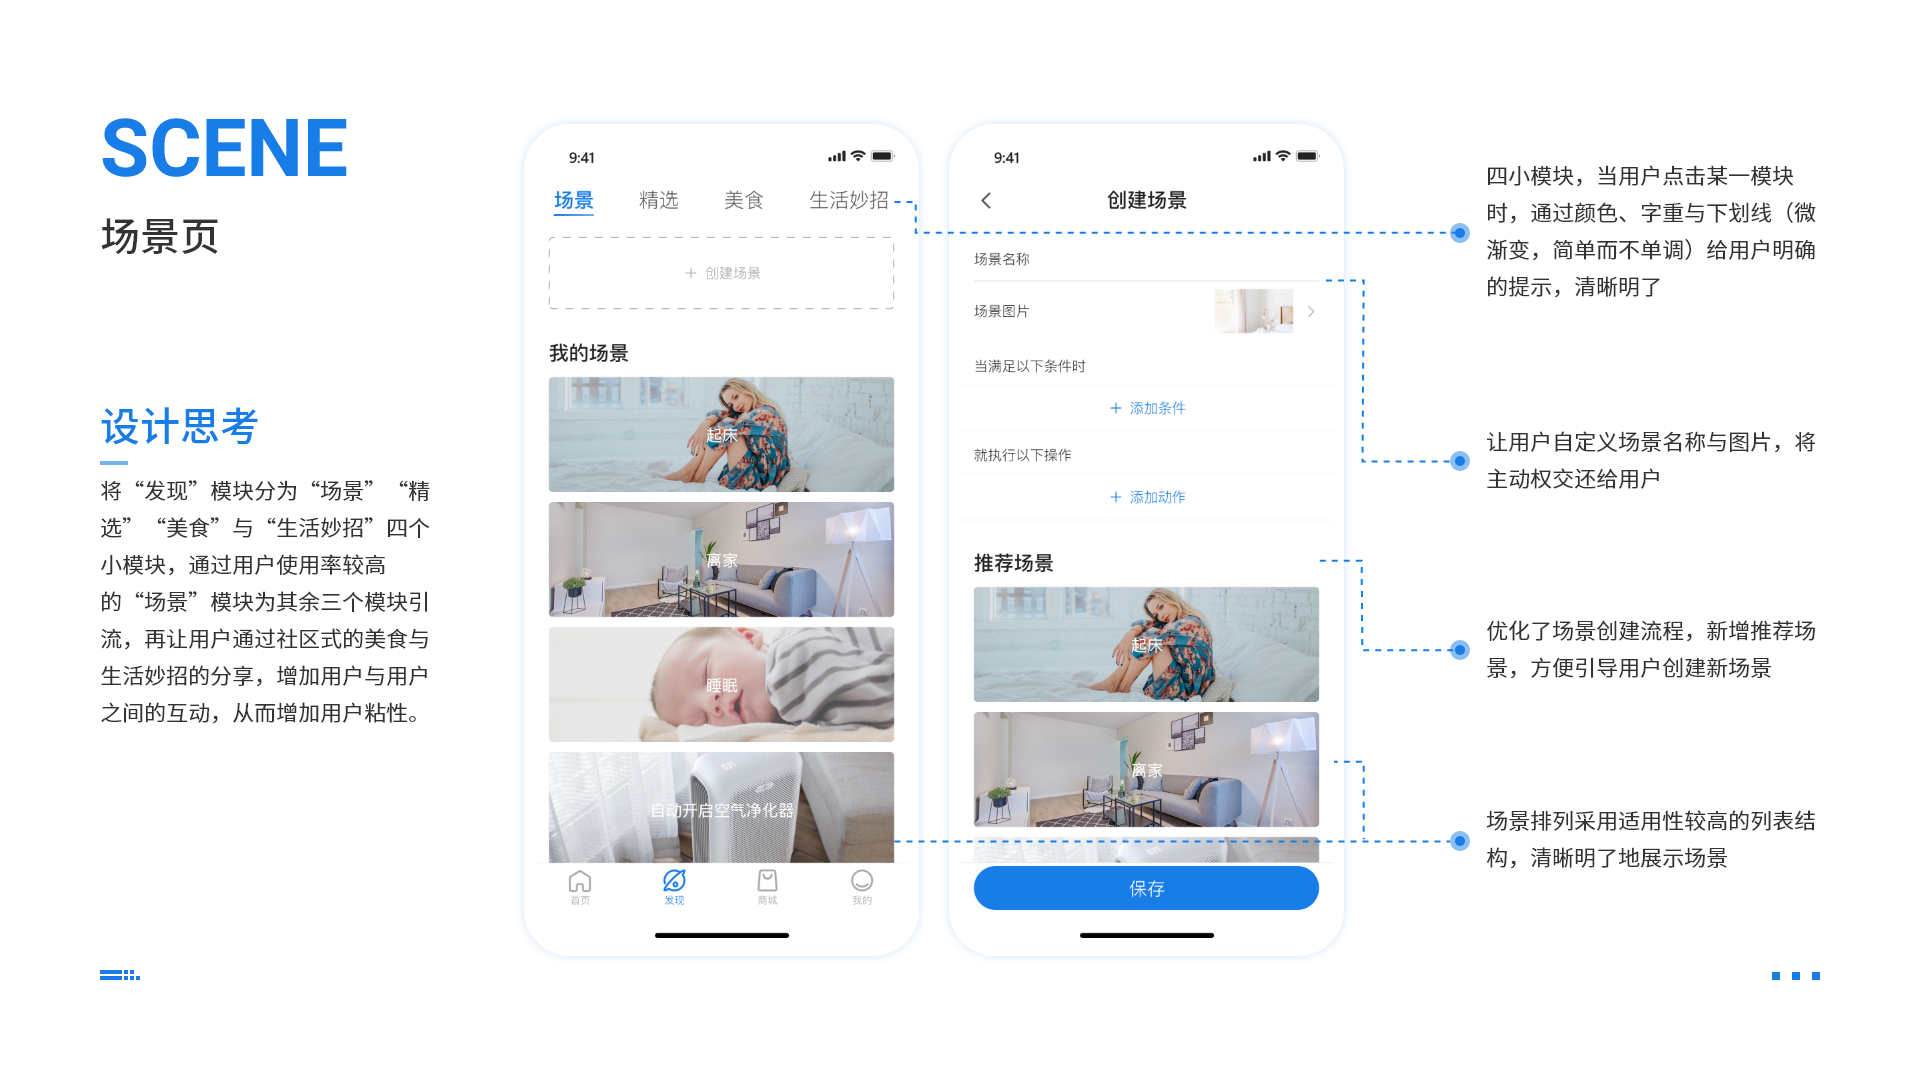 SCENE
场景页
设计思考
将“发现”模块分为“场景”“精
选”“美食”与“生活妙招”四个
小模块，通过用户使用率较高
的“场景”模块为其余三个模块引
流，再让用户通过社区式的美食与
生活妙招的分享，增加用户与用户
之间的互动，从而增加用户粘性。
9:41
场景 精选 美食 生活妙招
+ 创建场景
我的场景
起床
离家
睡眠
自动开启空气净化器
首页 发现 商城 我的
9:41
创建场景
场景名称
场景图片
当满足以下条件时
+ 添加条件
就执行以下操作
+ 添加动作
推荐场景
起床
离家
保存
四小模块，当用户点击某一模块
时，通过颜色、字重与下划线（微
渐变，简单而不单调）给用户明确
的提示，清晰明了
让用户自定义场景名称与图片，将
主动权交还给用户
优化了场景创建流程，新增推荐场
景，方便引导用户创建新场景
场景排列采用适用性较高的列表结
构，清晰明了地展示场景